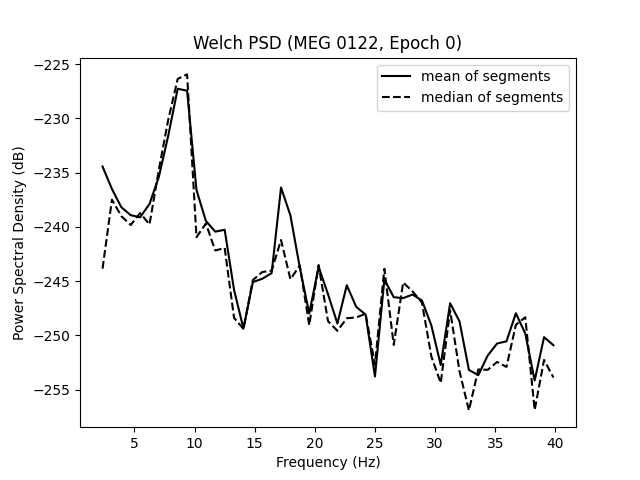 Welch PSD (MEG 0122, Epoch 0)
mean of segments
median of segments
Power Spectral Density (dB)
−225
−230
−235
−240
−245
−250
−255
5 10 15 20 25 30 35 40
Frequency (Hz)